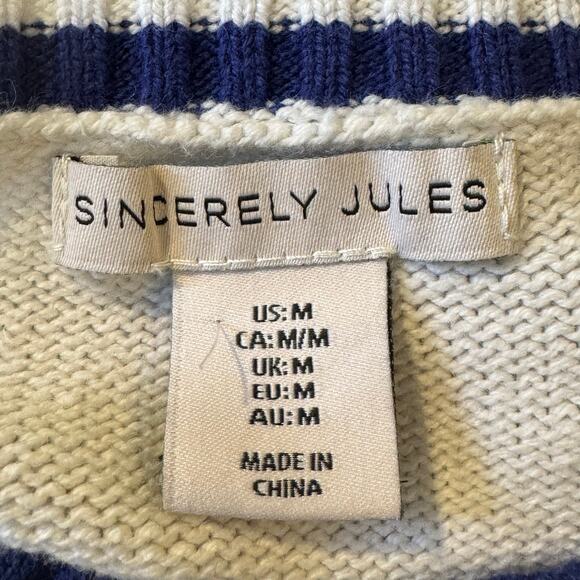 SINCERELY JULES
US: M
CA: M/M
UK: M
EU: M
AU: M
MADE IN
CHINA